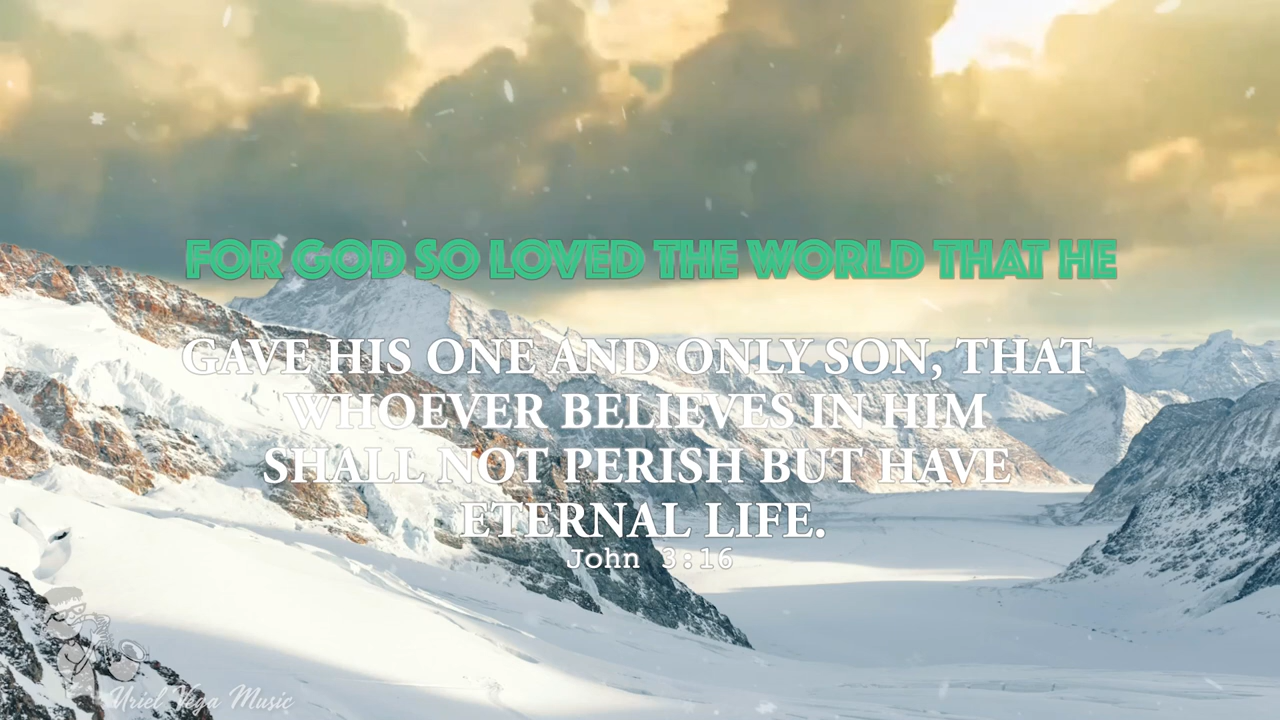 FOR GOD SO LOVED THE WORLD THAT HE
GAVE HIS ONE AND ONLY SON, THAT
WHOEVER BELIEVES IN HIM
SHALL NOT PERISH BUT HAVE
ETERNAL LIFE.
John 3:16
Uriel Vega Music